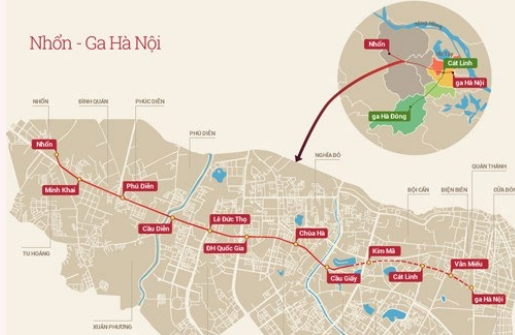 Nhổn - Ga Hà Nội
Nhổn
Cát Linh
ga Hà Nội
ga Hà Đông
NHỔN
PHÚC DIỄN
PHÚ DIỄN
NGHĨA ĐÔ
QUÁN THÁNH
ĐỘI CẤN
ĐIỆN BIÊN
CỬA ĐÔNG
Nhổn
Minh Khai
Phú Diễn
Cầu Diễn
Lê Đức Thọ
ĐH Quốc Gia
Chùa Hà
Cầu Giấy
Kim Mã
Cát Linh
Văn Miếu
ga Hà Nội
TU HOÀNG
XUÂN PHƯƠNG